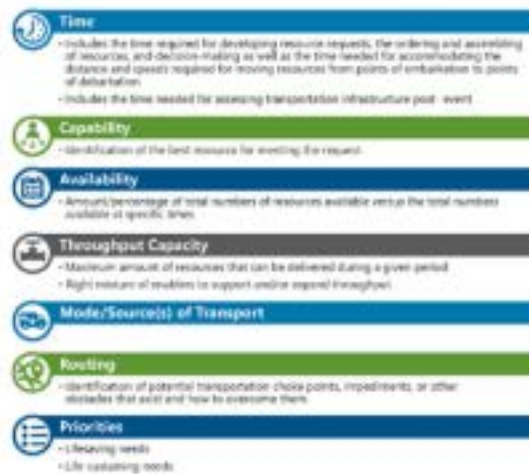 Time
• Includes the time required for developing resource requests, the ordering and assembling
of resources, and decision-making as well as the time needed for accommodating the
distance and speeds required for moving resources from points of embarkation to points
of debarkation
• Includes the time needed for assessing transportation infrastructure post-event
Capability
• Identification of the best resource for meeting the request
Availability
• Amount/percentage of total numbers of resources available versus the total numbers
available at specific times
Throughput Capacity
• Maximum amount of resources that can be delivered during a given period
• Right mixture of enablers to support and/or expand throughput
Mode/Source(s) of Transport
Routing
• Identification of potential transportation choke points, impediments, or other
obstacles that exist and how to overcome them
Priorities
• Lifesaving needs
• Life-sustaining needs